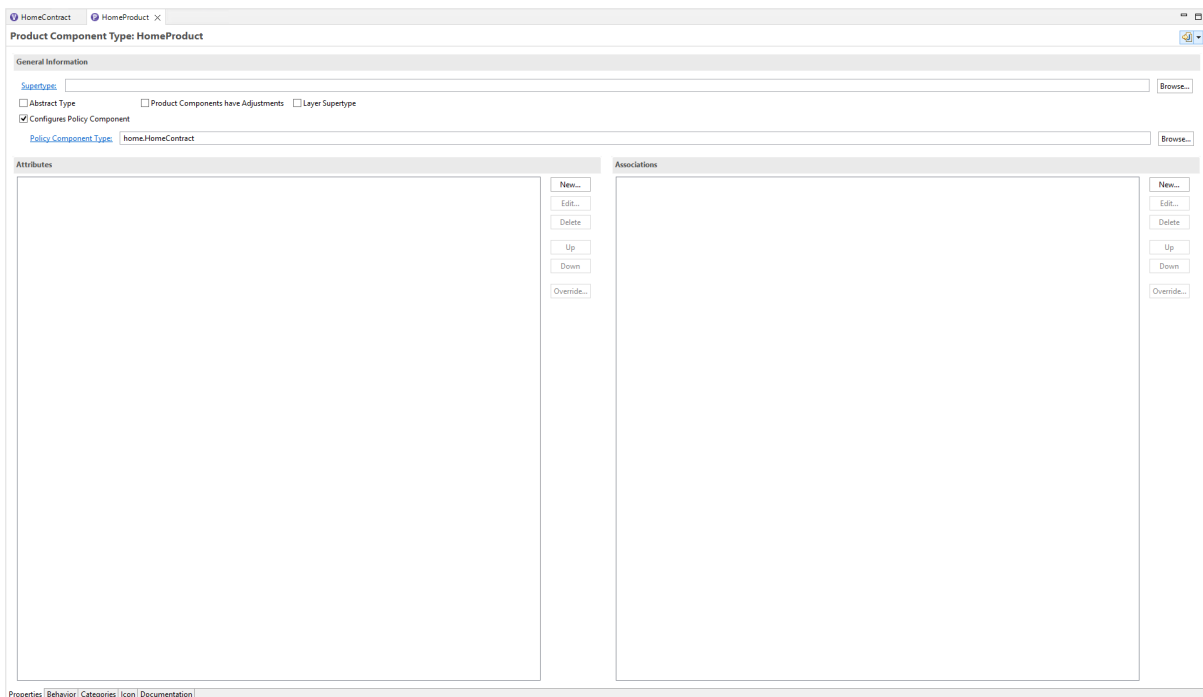 HomeContract HomeProduct
Product Component Type: HomeProduct
General Information
Supertype: Browse...
Abstract Type Product Components have Adjustments Layer Supertype
Configures Policy Component
Policy Component Type: home.HomeContract Browse...
Attributes
New...
Edit...
Delete
Up
Down
Override...
Associations
New...
Edit...
Delete
Up
Down
Override...
Properties Behavior Categories Icon Documentation